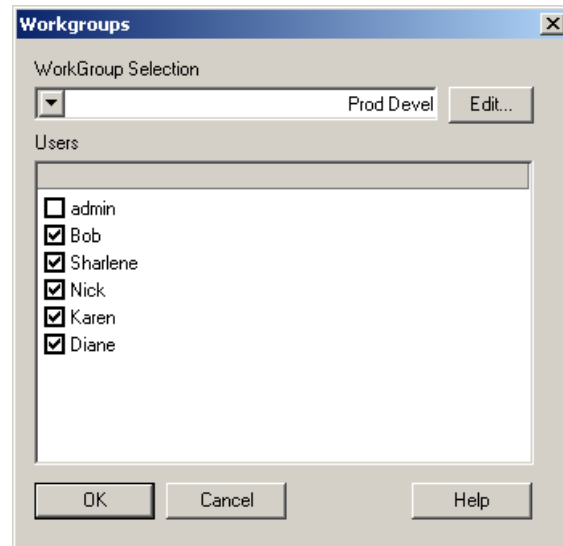 Workgroups
WorkGroup Selection
Prod Devel Edit...
Users
admin
Bob
Sharlene
Nick
Karen
Diane
OK Cancel Help